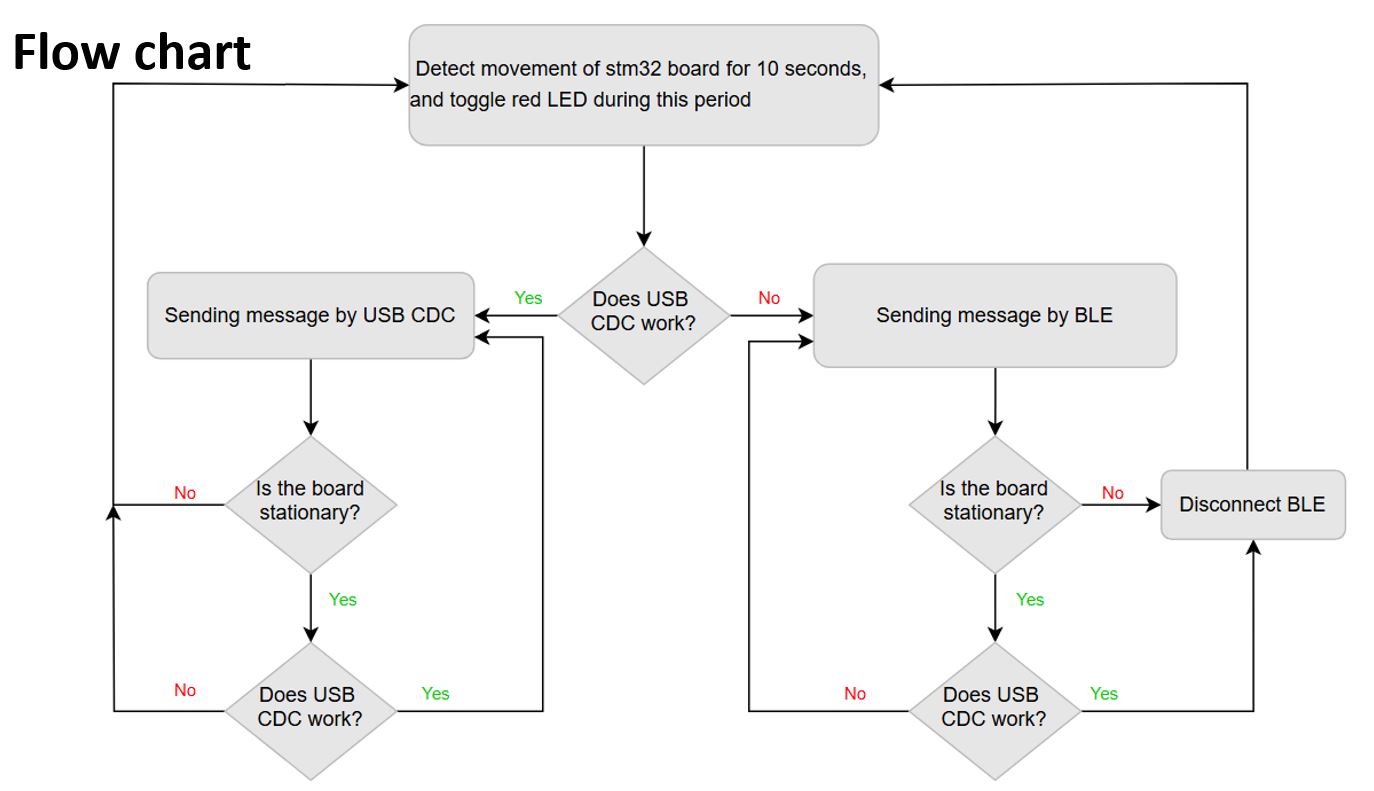 Flow chart
Detect movement of stm32 board for 10 seconds,
and toggle red LED during this period
Does USB
CDC work?
Yes
No
Sending message by USB CDC
Sending message by BLE
Is the board
stationary?
No
Yes
Does USB
CDC work?
No
Yes
Is the board
stationary?
No
Disconnect BLE
Yes
Does USB
CDC work?
No
Yes